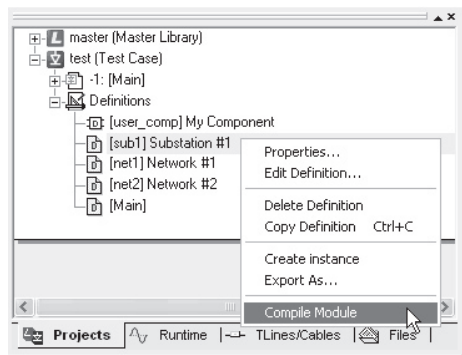 master (Master Library)
test (Test Case)
-1: [Main]
Definitions
[user_comp] My Component
[sub1] Substation #1
[net1] Network #1
[net2] Network #2
[Main]
Properties...
Edit Definition...
Delete Definition
Copy Definition Ctrl+C
Create instance
Export As...
Compile Module
Projects Runtime TLines/Cables Files